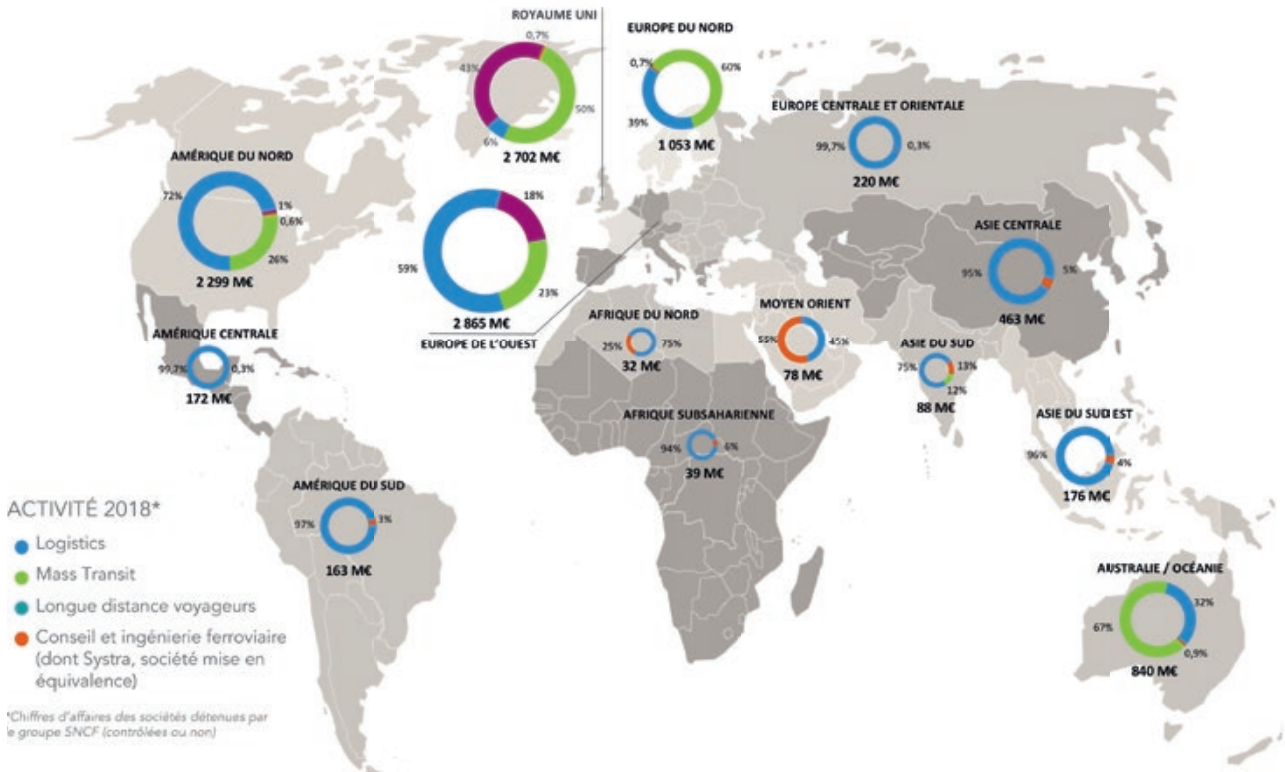 ROYAUME UNI
0,7%
43%
50%
6%
2 702 M€
EUROPE DU NORD
0,7%
60%
39%
1 053 M€
EUROPE CENTRALE ET ORIENTALE
99,7%
0,3%
220 M€
AMÉRIQUE DU NORD
72%
1%
0,6%
26%
2 299 M€
18%
59%
23%
2 865 M€
EUROPE DE L'OUEST
ASIE CENTRALE
95%
5%
463 M€
AMÉRIQUE CENTRALE
99,7%
0,3%
172 M€
AFRIQUE DU NORD
25%
75%
32 M€
MOYEN ORIENT
55%
45%
78 M€
ASIE DU SUD
75%
13%
12%
88 M€
AFRIQUE SUBSAHARIENNE
94%
6%
39 M€
ASIE DU SUD EST
96%
4%
176 M€
AMÉRIQUE DU SUD
97%
3%
163 M€
AUSTRALIE / OCÉANIE
32%
67%
0,9%
840 M€
ACTIVITÉ 2018*
Logistics
Mass Transit
Longue distance voyageurs
Conseil et ingénierie ferroviaire
(dont Systra, société mise en
équivalence)
*Chiffres d'affaires des sociétés détenues par
le groupe SNCF (contrôlées ou non)